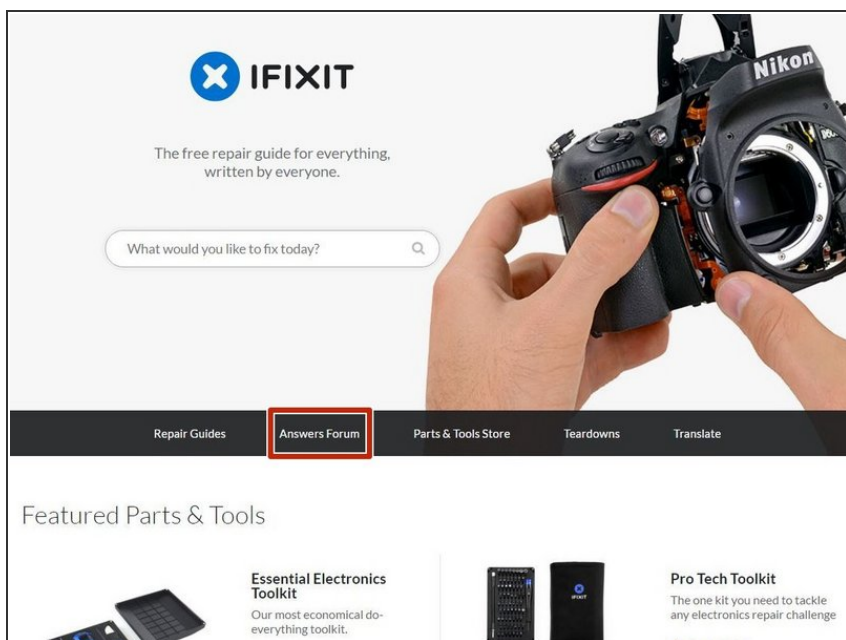 IFIXIT
Nikon
The free repair guide for everything,
written by everyone.
What would you like to fix today?
Repair Guides
Answers Forum
Parts & Tools Store
Teardowns
Translate
Featured Parts & Tools
Essential Electronics
Toolkit
Our most economical do-
everything toolkit.
IFIXIT
Pro Tech Toolkit
The one kit you need to tackle
any electronics repair challenge